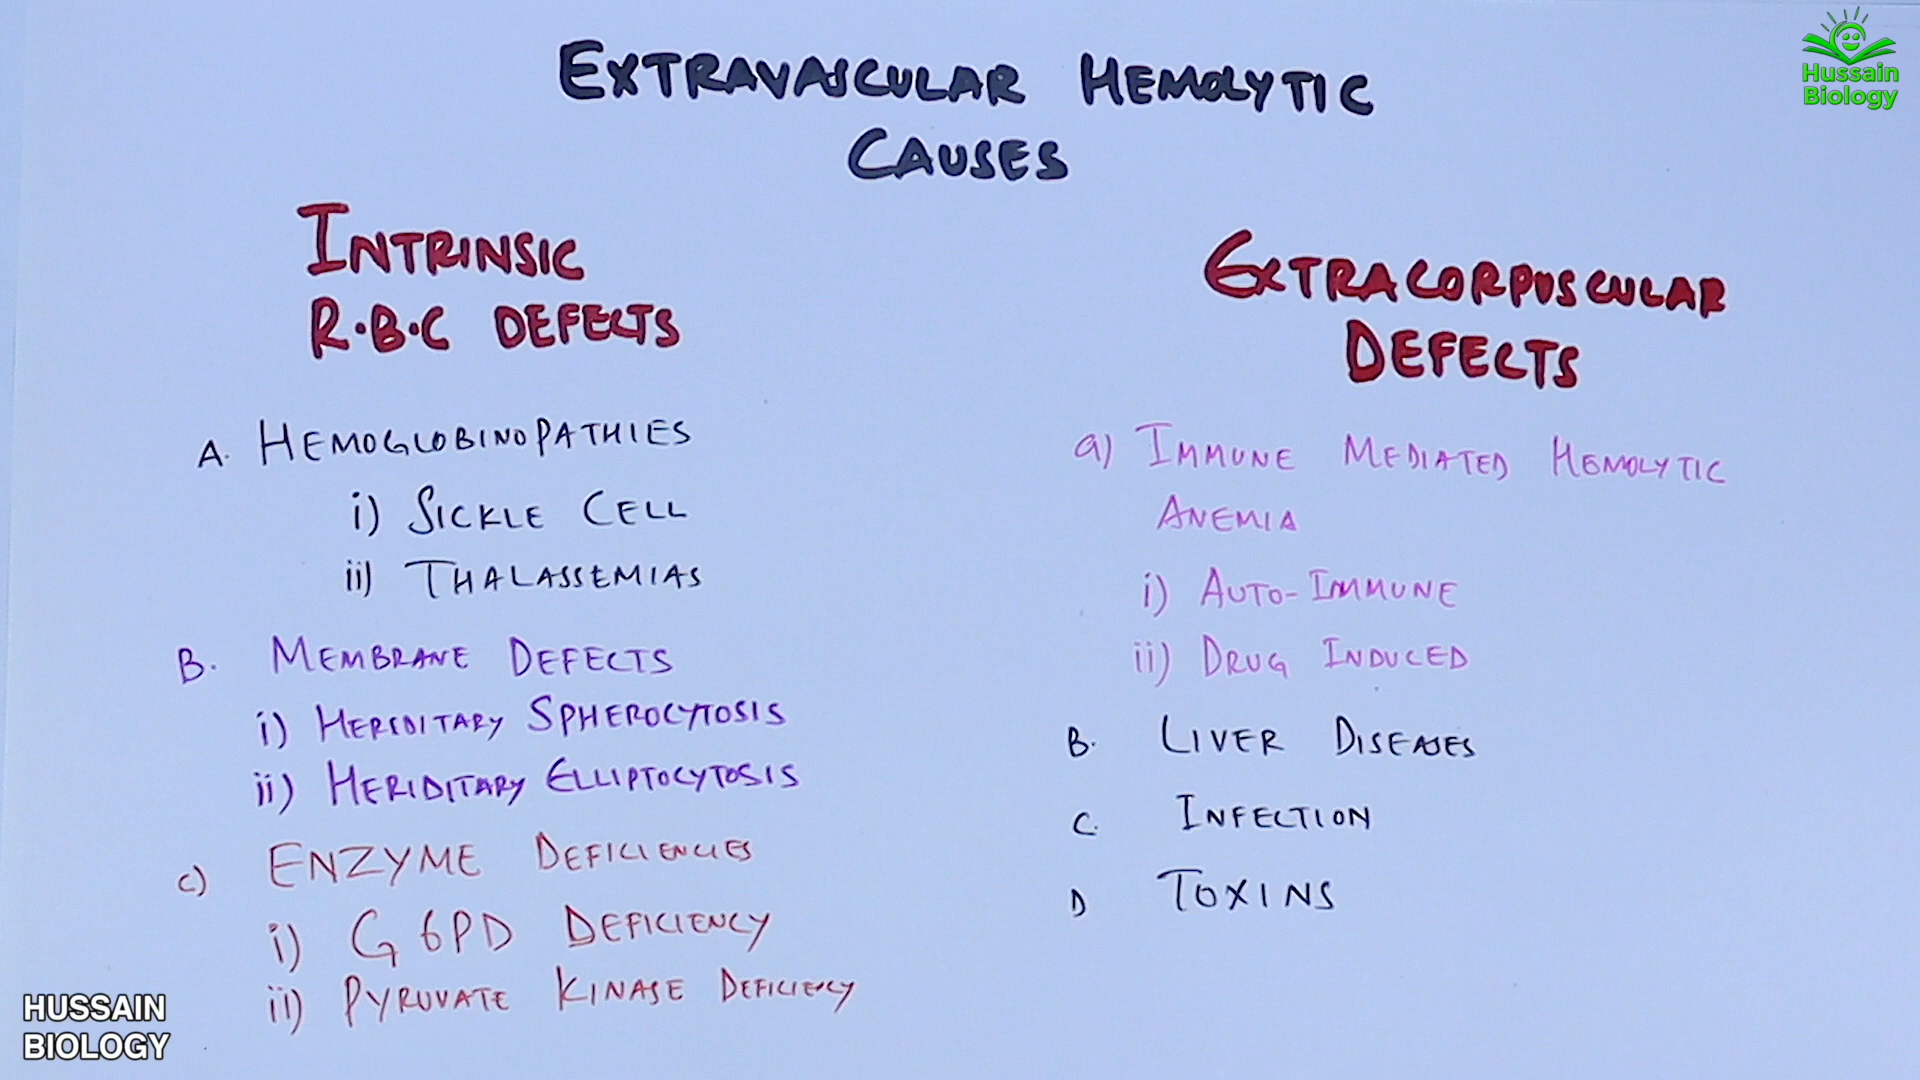 EXTRAVASCULAR HEMOLYTIC
CAUSES
Hussain
Biology
INTRINSIC
R.B.C DEFECTS
A. HEMOGLOBINOPATHIES
i) SICKLE CELL
ii) THALASSEMIAS
B. MEMBRANE DEFECTS
i) HEREDITARY SPHEROCYTOSIS
ii) HERIDITARY ELLIPTOCYTOSIS
c) ENZYME DEFICIENCIES
i) G6PD DEFICIENCY
ii) PYRUVATE KINASE DEFICIENCY
EXTRACORPUSCULAR
DEFECTS
a) IMMUNE MEDIATED HEMOLYTIC
ANEMIA
i) AUTO-IMMUNE
ii) DRUG INDUCED
B. LIVER DISEASES
C. INFECTION
D TOXINS
HUSSAIN
BIOLOGY